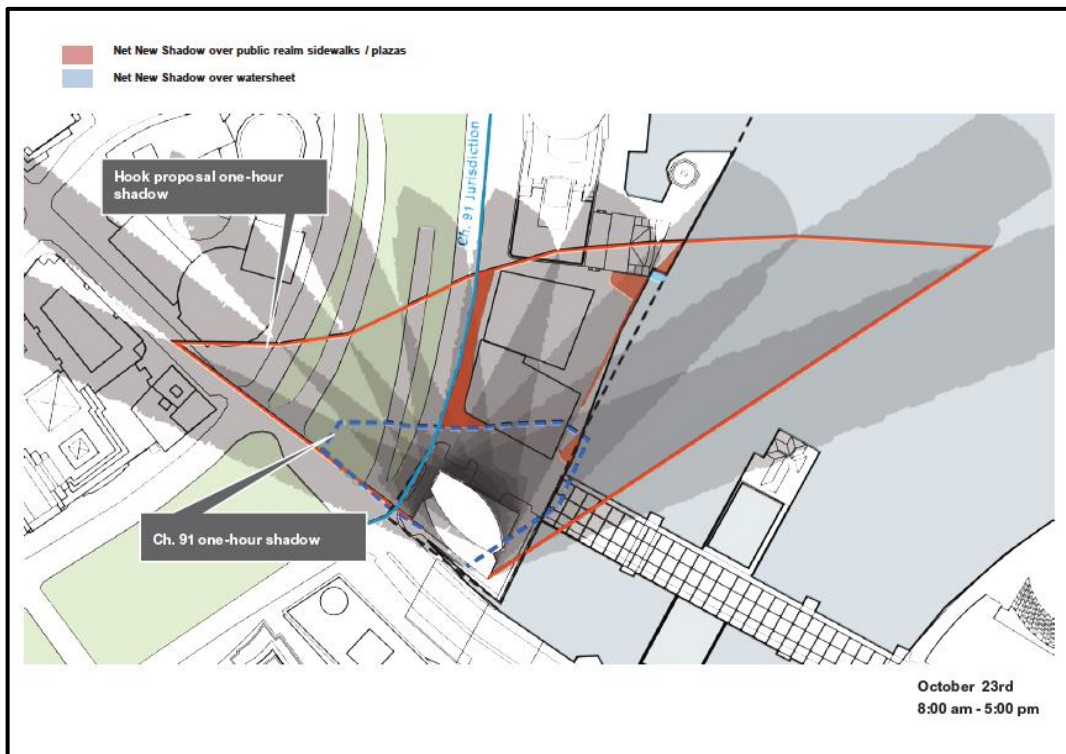 Net New Shadow over public realm sidewalks / plazas
Net New Shadow over watersheet
Hook proposal one-hour
shadow
Ch. 91 Jurisdiction
Ch. 91 one-hour shadow
October 23rd
8:00 am - 5:00 pm